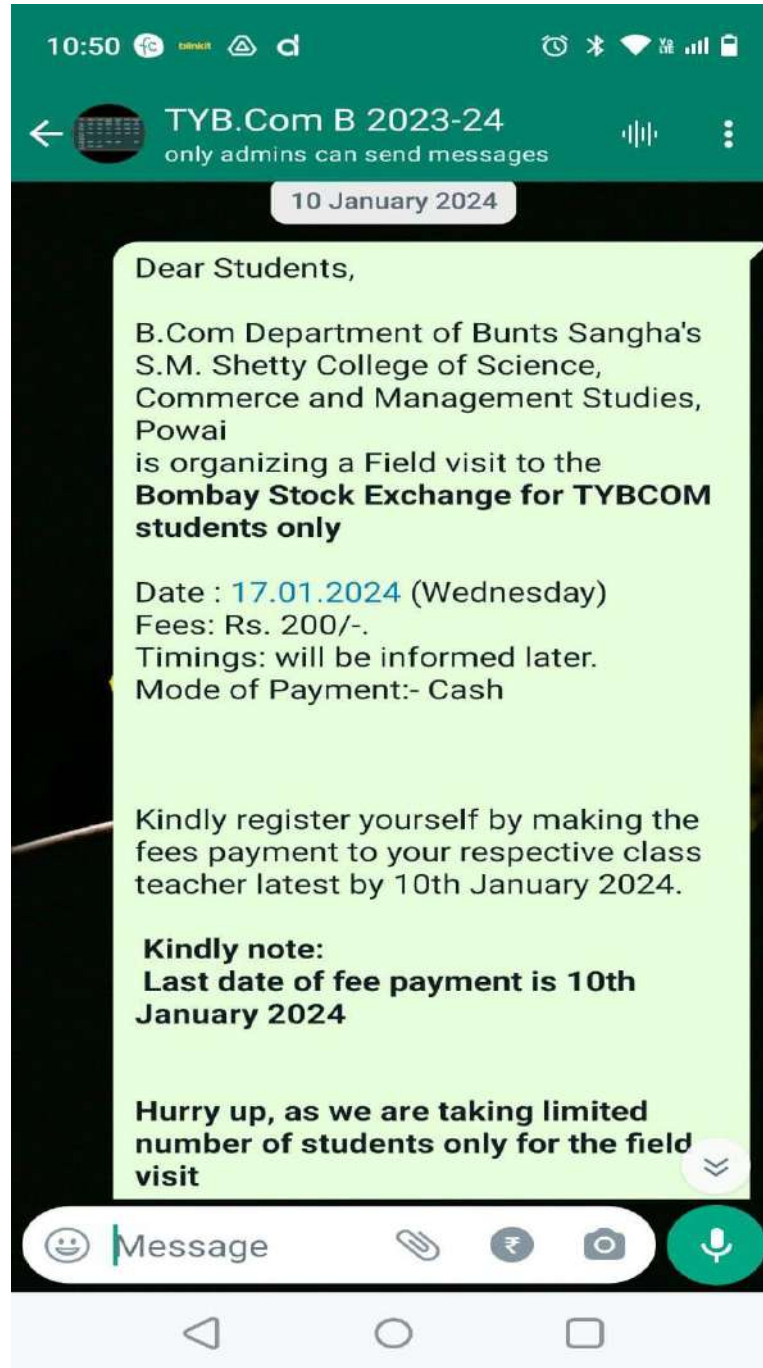 10:50 fc blinkit d Vo LTE
TYB.Com B 2023-24
only admins can send messages
10 January 2024
Dear Students,
B.Com Department of Bunts Sangha's
S.M. Shetty College of Science,
Commerce and Management Studies,
Powai
is organizing a Field visit to the
Bombay Stock Exchange for TYBCOM
students only
Date : 17.01.2024 (Wednesday)
Fees: Rs. 200/-.
Timings: will be informed later.
Mode of Payment:- Cash
Kindly register yourself by making the
fees payment to your respective class
teacher latest by 10th January 2024.
Kindly note:
Last date of fee payment is 10th
January 2024
Hurry up, as we are taking limited
number of students only for the field
visit
Message ₹